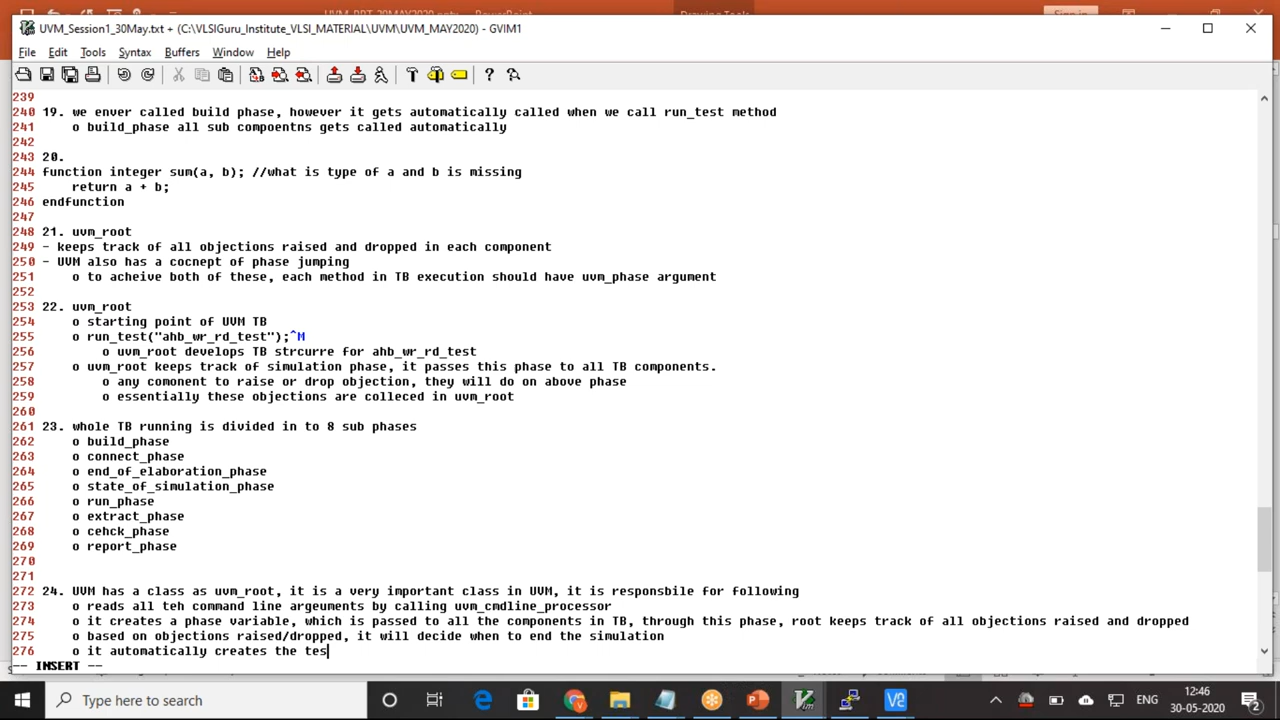 UVM_Session1_30May.txt + (C:\VLSIGuru_Institute_VLSI_MATERIAL\UVM\UVM_MAY2020) - GVIM1
File Edit Tools Syntax Buffers Window Help
239
240 19. we enver called build phase, however it gets automatically called when we call run_test method
241 o build_phase all sub compoentns gets called automatically
242
243 20.
244 function integer sum(a, b); //what is type of a and b is missing
245 return a + b;
246 endfunction
247
248 21. uvm_root
249 - keeps track of all objections raised and dropped in each component
250 - UVM also has a cocnept of phase jumping
251 o to acheive both of these, each method in TB execution should have uvm_phase argument
252
253 22. uvm_root
254 o starting point of UVM TB
255 o run_test("ahb_wr_rd_test");^M
256 o uvm_root develops TB strcurre for ahb_wr_rd_test
257 o uvm_root keeps track of simulation phase, it passes this phase to all TB components.
258 o any comonent to raise or drop objection, they will do on above phase
259 o essentially these objections are colleced in uvm_root
260
261 23. whole TB running is divided in to 8 sub phases
262 o build_phase
263 o connect_phase
264 o end_of_elaboration_phase
265 o state_of_simulation_phase
266 o run_phase
267 o extract_phase
268 o cehck_phase
269 o report_phase
270
271
272 24. UVM has a class as uvm_root, it is a very important class in UVM, it is responsbile for following
273 o reads all teh command line argeuments by calling uvm_cmdline_processor
274 o it creates a phase variable, which is passed to all the components in TB, through this phase, root keeps track of all objections raised and dropped
275 o based on objections raised/dropped, it will decide when to end the simulation
276 o it automatically creates the tes
-- INSERT --
Type here to search
ENG
12:46
30-05-2020
2